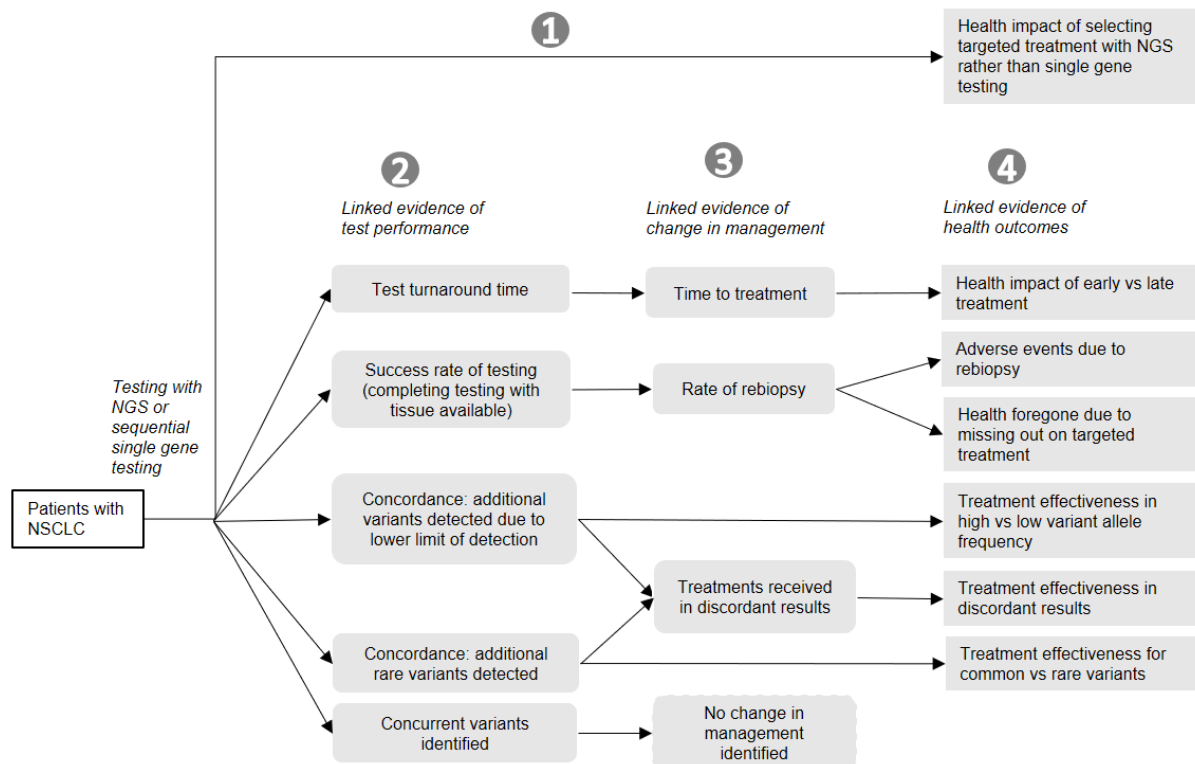 1
Health impact of selecting
targeted treatment with NGS
rather than single gene
testing
2
3
4
Linked evidence of
test performance
Linked evidence of
change in management
Linked evidence of
health outcomes
Test turnaround time
Time to treatment
Health impact of early vs late
treatment
Success rate of testing
(completing testing with
tissue available)
Rate of rebiopsy
Adverse events due to
rebiopsy
Health foregone due to
missing out on targeted
treatment
Testing with
NGS or
sequential
single gene
testing
Patients with
NSCLC
Concordance: additional
variants detected due to
lower limit of detection
Treatment effectiveness in
high vs low variant allele
frequency
Treatments received
in discordant results
Treatment effectiveness in
discordant results
Concordance: additional
rare variants detected
Treatment effectiveness for
common vs rare variants
Concurrent variants
identified
No change in
management
identified